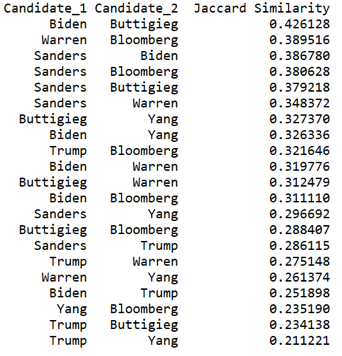 Candidate_1 Candidate_2 Jaccard Similarity
Biden Buttigieg 0.426128
Warren Bloomberg 0.389516
Sanders Biden 0.386780
Sanders Bloomberg 0.380628
Sanders Buttigieg 0.379218
Sanders Warren 0.348372
Buttigieg Yang 0.327370
Biden Yang 0.326336
Trump Bloomberg 0.321646
Biden Warren 0.319776
Buttigieg Warren 0.312479
Biden Bloomberg 0.311110
Sanders Yang 0.296692
Buttigieg Bloomberg 0.288407
Sanders Trump 0.286115
Trump Warren 0.275148
Warren Yang 0.261374
Biden Trump 0.251898
Yang Bloomberg 0.235190
Trump Buttigieg 0.234138
Trump Yang 0.211221